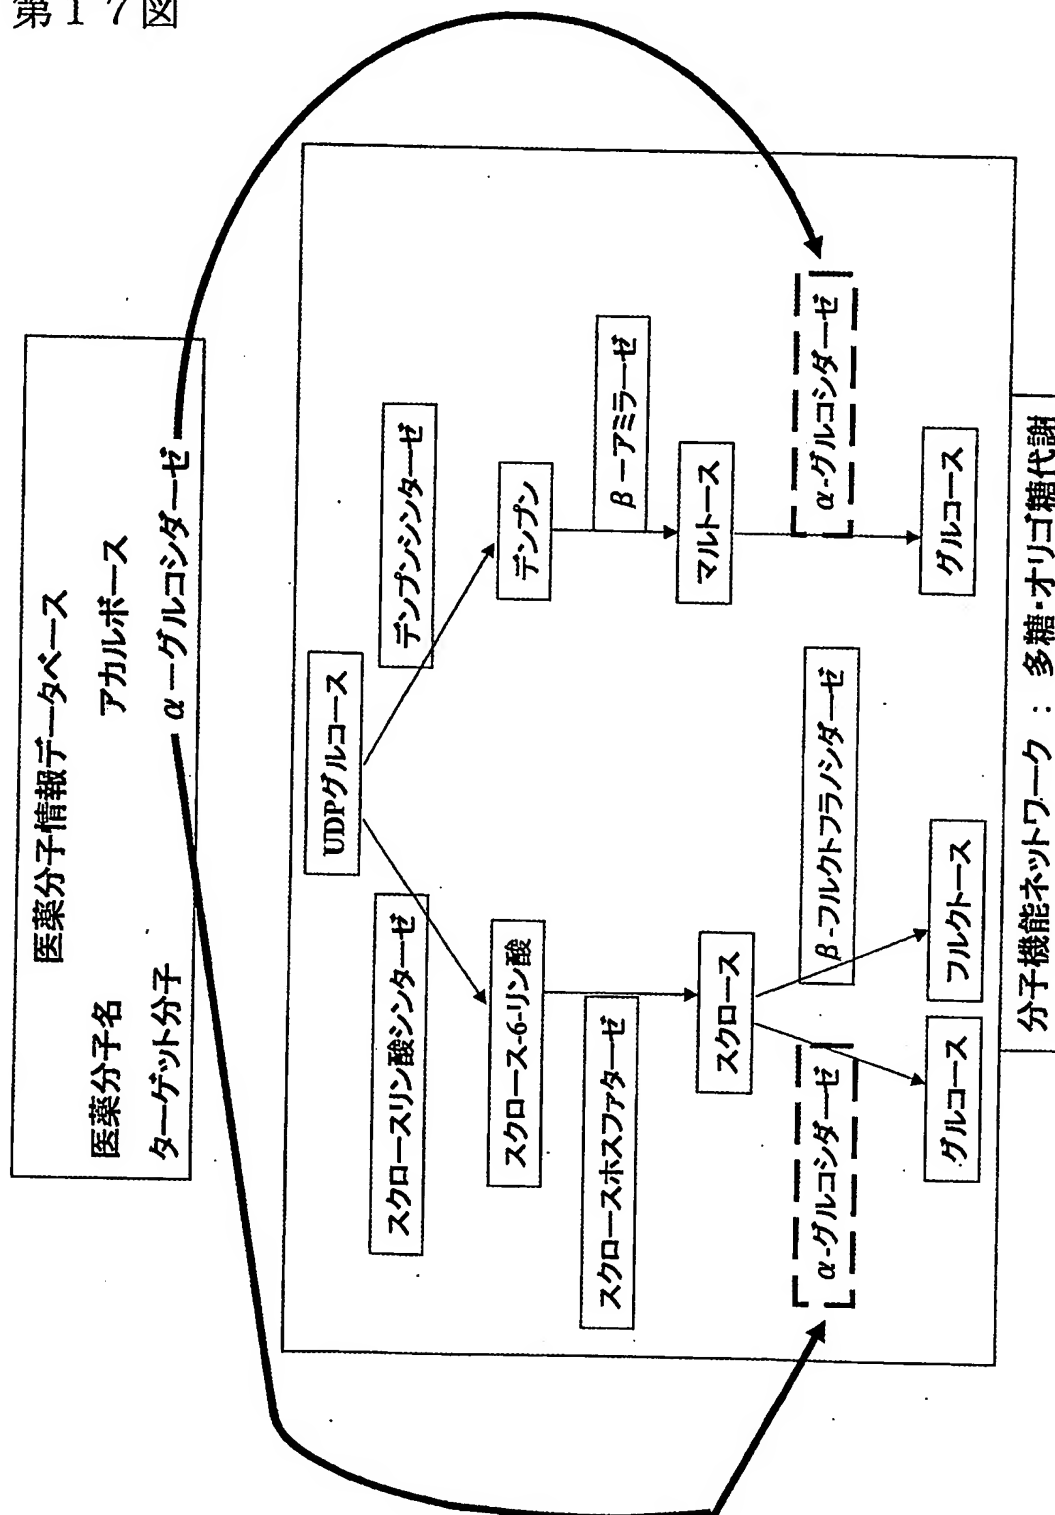 第１７図
医薬分子情報データベース
医薬分子名 アカルボース
ターゲット分子 α－グルコシダーゼ
UDPグルコース
スクロースリン酸シンターゼ
デンプンシンターゼ
スクロース-6-リン酸
デンプン
スクロースホスファターゼ
β－アミラーゼ
スクロース
マルトース
α-グルコシダーゼ
β-フルクトフラノシダーゼ
α-グルコシダーゼ
グルコース
フルクトース
グルコース
分子機能ネットワーク ： 多糖・オリゴ糖代謝